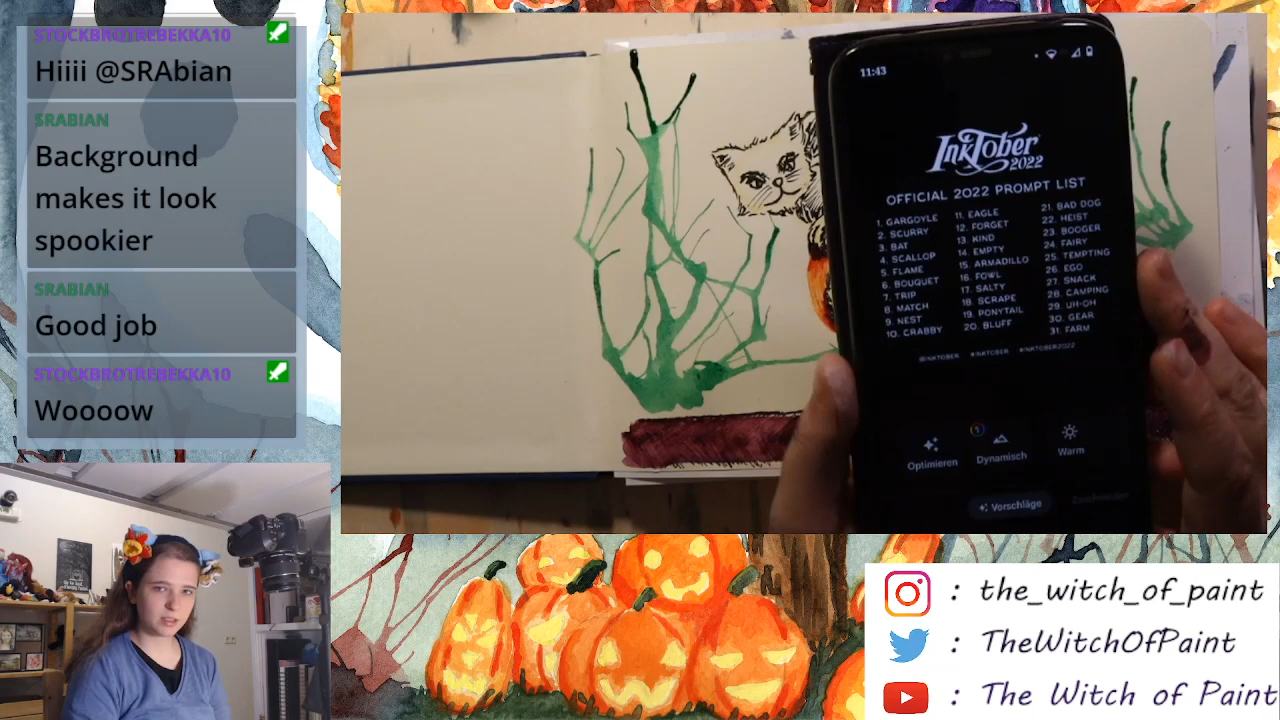 STOCKBROTREBEKKA10
Hiiii @SRAbian
SRABIAN
Background
makes it look
spookier
SRABIAN
Good job
STOCKBROTREBEKKA10
Woooow
11:43
InkTober
2022
OFFICIAL 2022 PROMPT LIST
1. GARGOYLE
2. SCURRY
3. BAT
4. SCALLOP
5. FLAME
6. BOUQUET
7. TRIP
8. MATCH
9. NEST
10. CRABBY
11. EAGLE
12. FORGET
13. KIND
14. EMPTY
15. ARMADILLO
16. FOWL
17. SALTY
18. SCRAPE
19. PONYTAIL
20. BLUFF
21. BAD DOG
22. HEIST
23. BOOGER
24. FAIRY
25. TEMPTING
26. EGO
27. SNACK
28. CAMPING
29. UH-OH
30. GEAR
31. FARM
@INKTOBER #INKTOBER #INKTOBER2022
Optimieren
Dynamisch
Warm
Vorschläge
Zuschneiden
: the_witch_of_paint
: TheWitchOfPaint
: The Witch of Paint